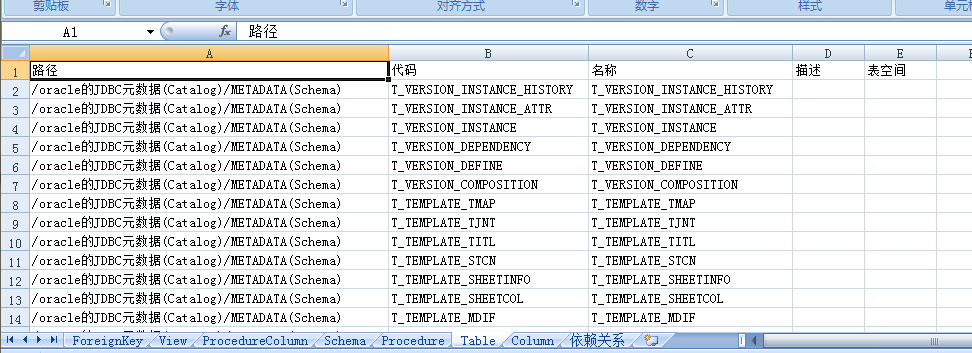 剪贴板 字体 对齐方式 数字 样式
A1 fx 路径
A B C D E
1 路径 代码 名称 描述 表空间
2 /oracle的JDBC元数据(Catalog)/METADATA(Schema) T_VERSION_INSTANCE_HISTORY T_VERSION_INSTANCE_HISTORY
3 /oracle的JDBC元数据(Catalog)/METADATA(Schema) T_VERSION_INSTANCE_ATTR T_VERSION_INSTANCE_ATTR
4 /oracle的JDBC元数据(Catalog)/METADATA(Schema) T_VERSION_INSTANCE T_VERSION_INSTANCE
5 /oracle的JDBC元数据(Catalog)/METADATA(Schema) T_VERSION_DEPENDENCY T_VERSION_DEPENDENCY
6 /oracle的JDBC元数据(Catalog)/METADATA(Schema) T_VERSION_DEFINE T_VERSION_DEFINE
7 /oracle的JDBC元数据(Catalog)/METADATA(Schema) T_VERSION_COMPOSITION T_VERSION_COMPOSITION
8 /oracle的JDBC元数据(Catalog)/METADATA(Schema) T_TEMPLATE_TMAP T_TEMPLATE_TMAP
9 /oracle的JDBC元数据(Catalog)/METADATA(Schema) T_TEMPLATE_TJNT T_TEMPLATE_TJNT
10 /oracle的JDBC元数据(Catalog)/METADATA(Schema) T_TEMPLATE_TITL T_TEMPLATE_TITL
11 /oracle的JDBC元数据(Catalog)/METADATA(Schema) T_TEMPLATE_STCN T_TEMPLATE_STCN
12 /oracle的JDBC元数据(Catalog)/METADATA(Schema) T_TEMPLATE_SHEETINFO T_TEMPLATE_SHEETINFO
13 /oracle的JDBC元数据(Catalog)/METADATA(Schema) T_TEMPLATE_SHEETCOL T_TEMPLATE_SHEETCOL
14 /oracle的JDBC元数据(Catalog)/METADATA(Schema) T_TEMPLATE_MDIF T_TEMPLATE_MDIF
ForeignKey View ProcedureColumn Schema Procedure Table Column 依赖关系